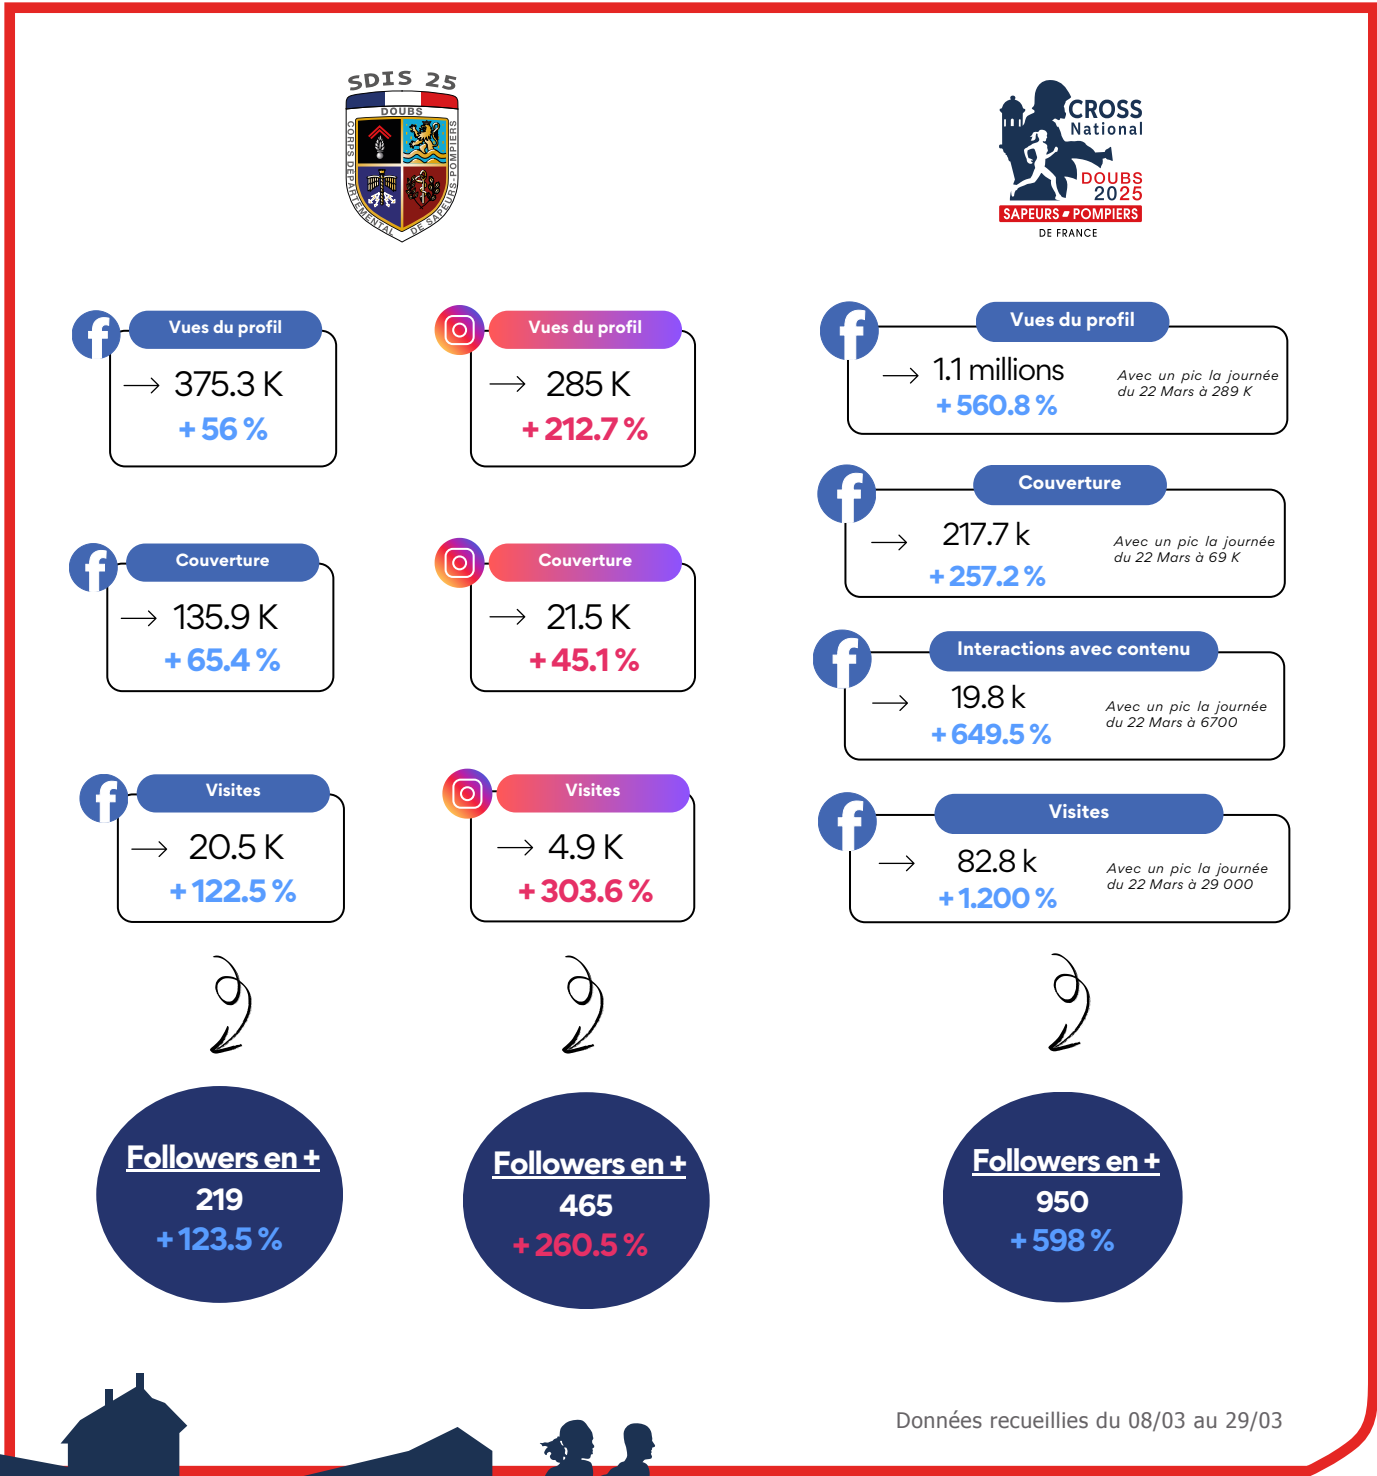 SDIS 25
DOUBS
CORPS DEPARTEMENTAL DE SAPEURS-POMPIERS
CROSS
National
DOUBS
2025
SAPEURS - POMPIERS
DE FRANCE
Vues du profil
375.3 K
+ 56 %
Couverture
135.9 K
+ 65.4 %
Visites
20.5 K
+ 122.5 %
Followers en +
219
+ 123.5 %
Vues du profil
285 K
+ 212.7 %
Couverture
21.5 K
+ 45.1 %
Visites
4.9 K
+ 303.6 %
Followers en +
465
+ 260.5 %
Vues du profil
1.1 millions
+ 560.8 %
Avec un pic la journée
du 22 Mars à 289 K
Couverture
217.7 k
+ 257.2 %
Avec un pic la journée
du 22 Mars à 69 K
Interactions avec contenu
19.8 k
+ 649.5 %
Avec un pic la journée
du 22 Mars à 6700
Visites
82.8 k
+ 1.200 %
Avec un pic la journée
du 22 Mars à 29 000
Followers en +
950
+ 598 %
Données recueillies du 08/03 au 29/03